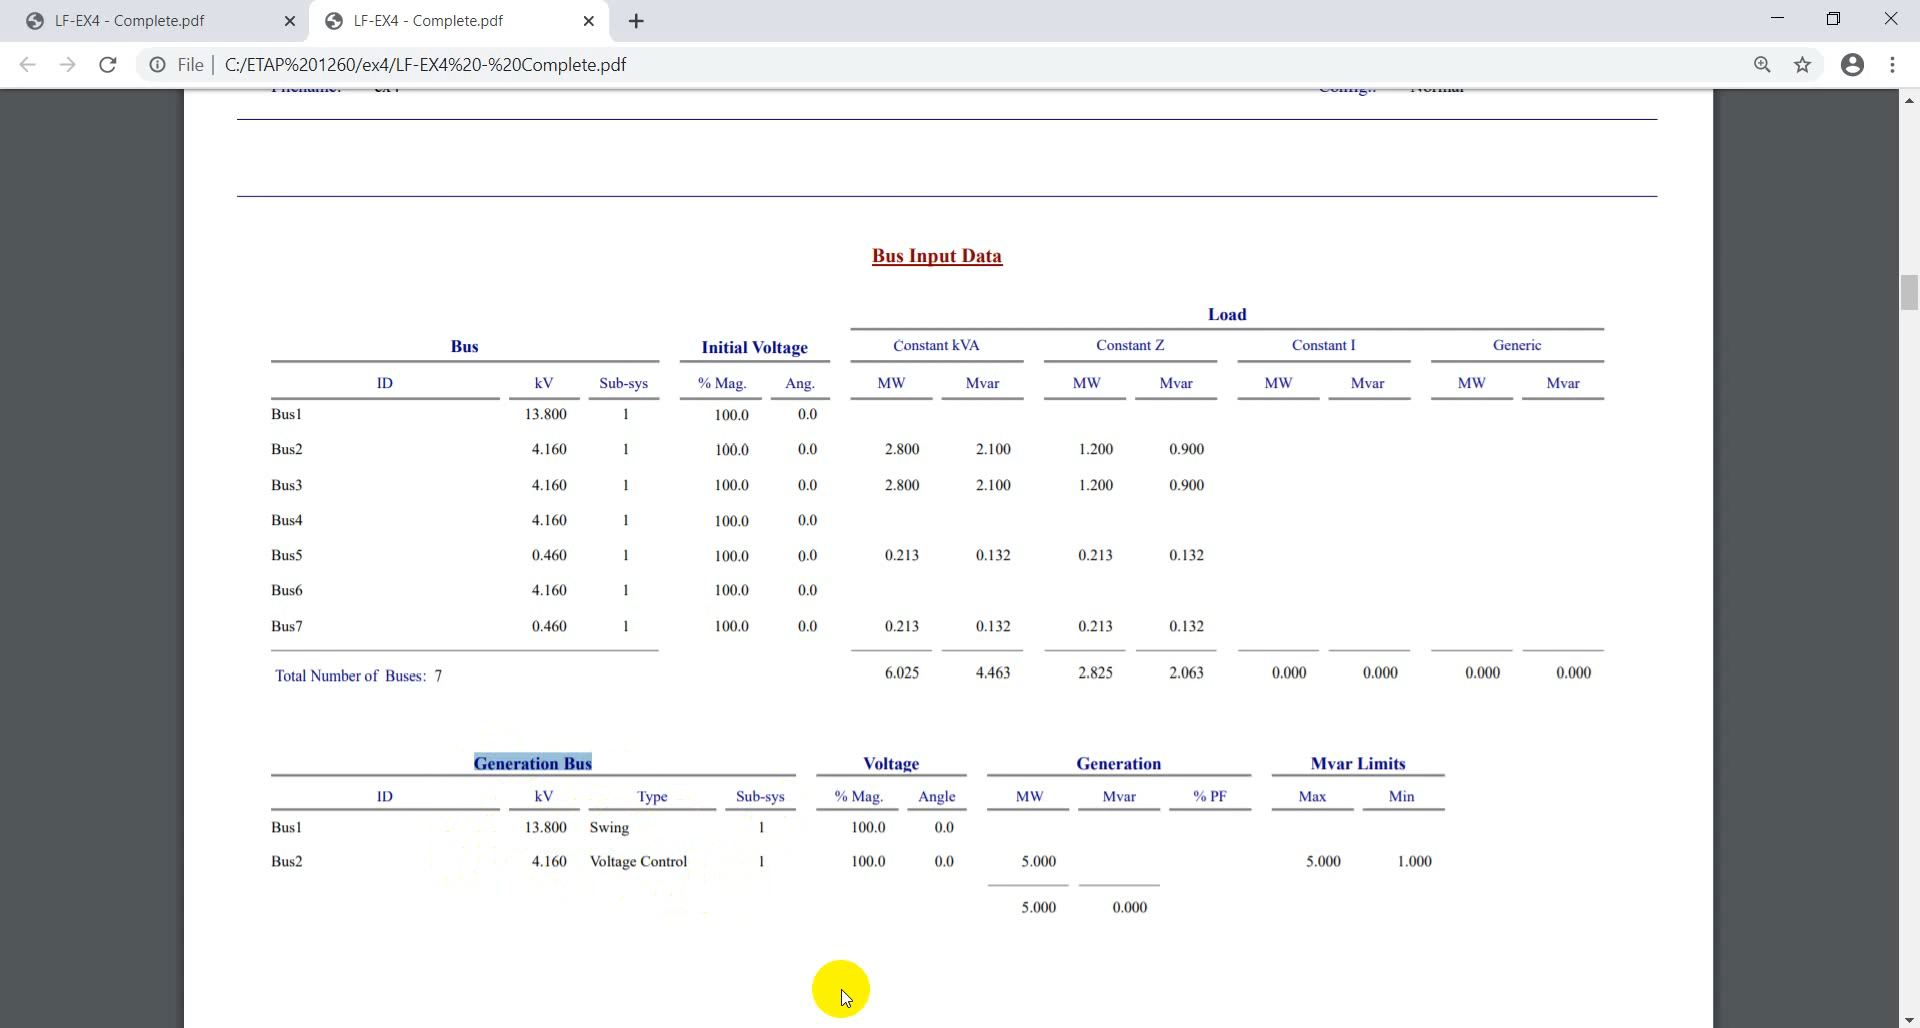 LF-EX4 - Complete.pdf LF-EX4 - Complete.pdf
File C:/ETAP%201260/ex4/LF-EX4%20-%20Complete.pdf
Bus Input Data
Load
Bus Initial Voltage Constant kVA Constant Z Constant I Generic
ID kV Sub-sys % Mag. Ang. MW Mvar MW Mvar MW Mvar MW Mvar
Bus1 13.800 1 100.0 0.0
Bus2 4.160 1 100.0 0.0 2.800 2.100 1.200 0.900
Bus3 4.160 1 100.0 0.0 2.800 2.100 1.200 0.900
Bus4 4.160 1 100.0 0.0
Bus5 0.460 1 100.0 0.0 0.213 0.132 0.213 0.132
Bus6 4.160 1 100.0 0.0
Bus7 0.460 1 100.0 0.0 0.213 0.132 0.213 0.132
Total Number of Buses: 7 6.025 4.463 2.825 2.063 0.000 0.000 0.000 0.000
Generation Bus Voltage Generation Mvar Limits
ID kV Type Sub-sys % Mag. Angle MW Mvar % PF Max Min
Bus1 13.800 Swing 1 100.0 0.0
Bus2 4.160 Voltage Control 1 100.0 0.0 5.000 5.000 1.000
5.000 0.000